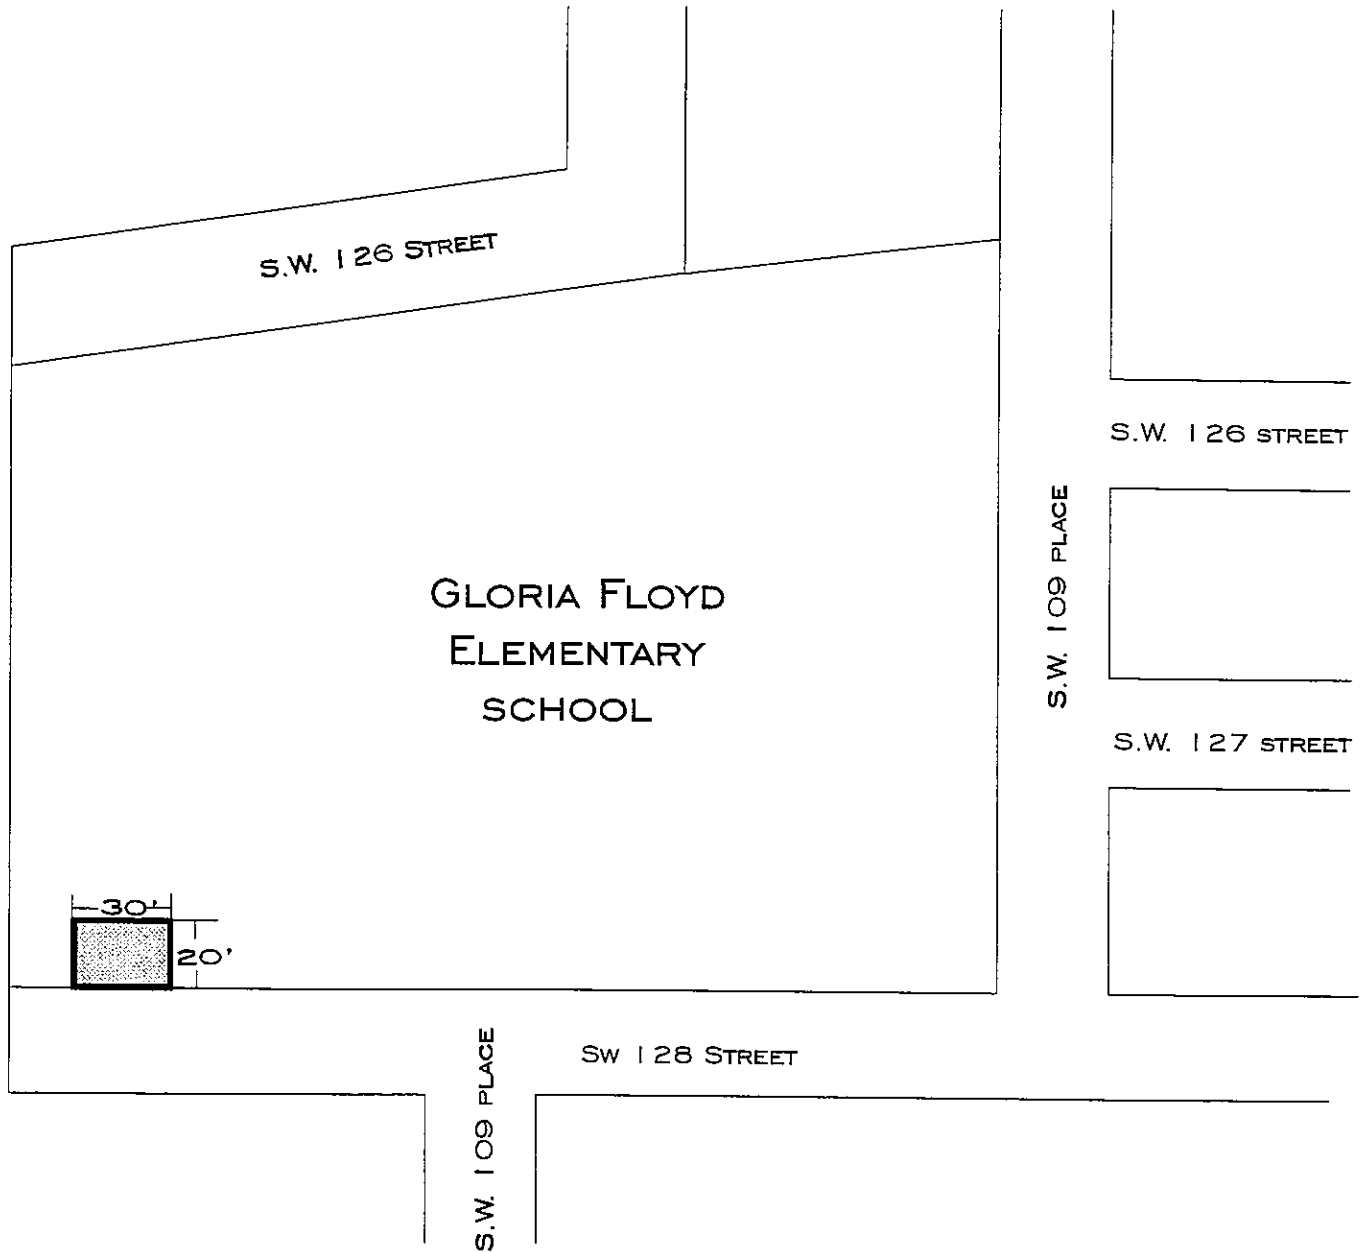 S.W. 126 STREET
S.W. 126 STREET
S.W. 109 PLACE
GLORIA FLOYD
ELEMENTARY
SCHOOL
S.W. 127 STREET
30'
20'
SW 128 STREET
S.W. 109 PLACE